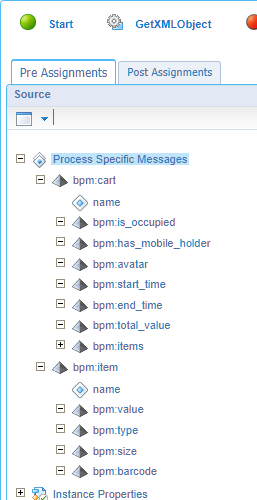 Start GetXMLObject
Pre Assignments Post Assignments
Source
Process Specific Messages
bpm:cart
name
bpm:is_occupied
bpm:has_mobile_holder
bpm:avatar
bpm:start_time
bpm:end_time
bpm:total_value
bpm:items
bpm:item
name
bpm:value
bpm:type
bpm:size
bpm:barcode
Instance Properties